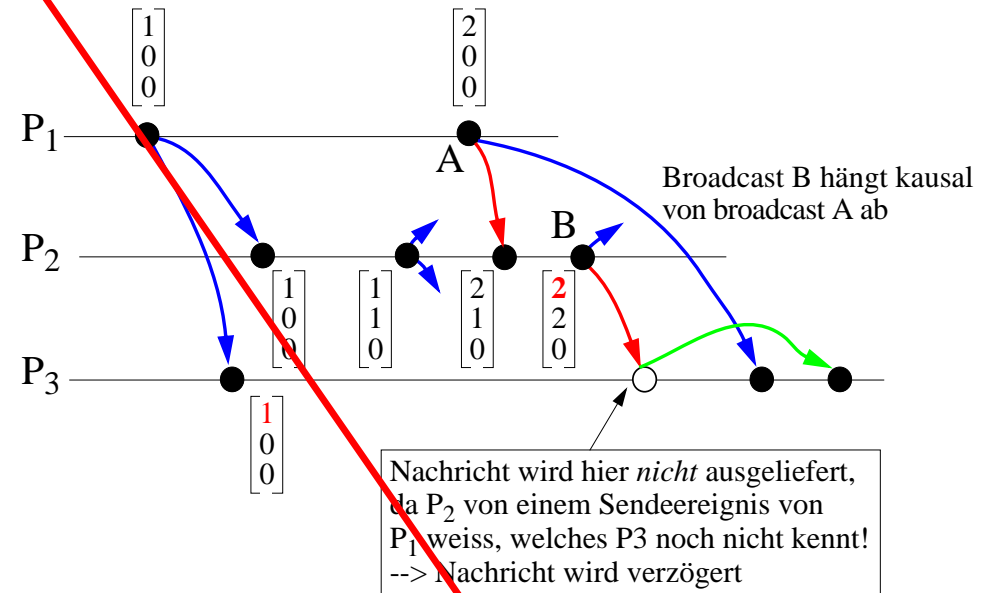 1
0
0
2
0
0
P1
A
Broadcast B hängt kausal
von broadcast A ab
B
P2
1
0
0
1
1
0
2
1
0
2
2
0
P3
1
0
0
Nachricht wird hier nicht ausgeliefert,
da P2 von einem Sendeereignis von
P1 weiss, welches P3 noch nicht kennt!
--> Nachricht wird verzögert